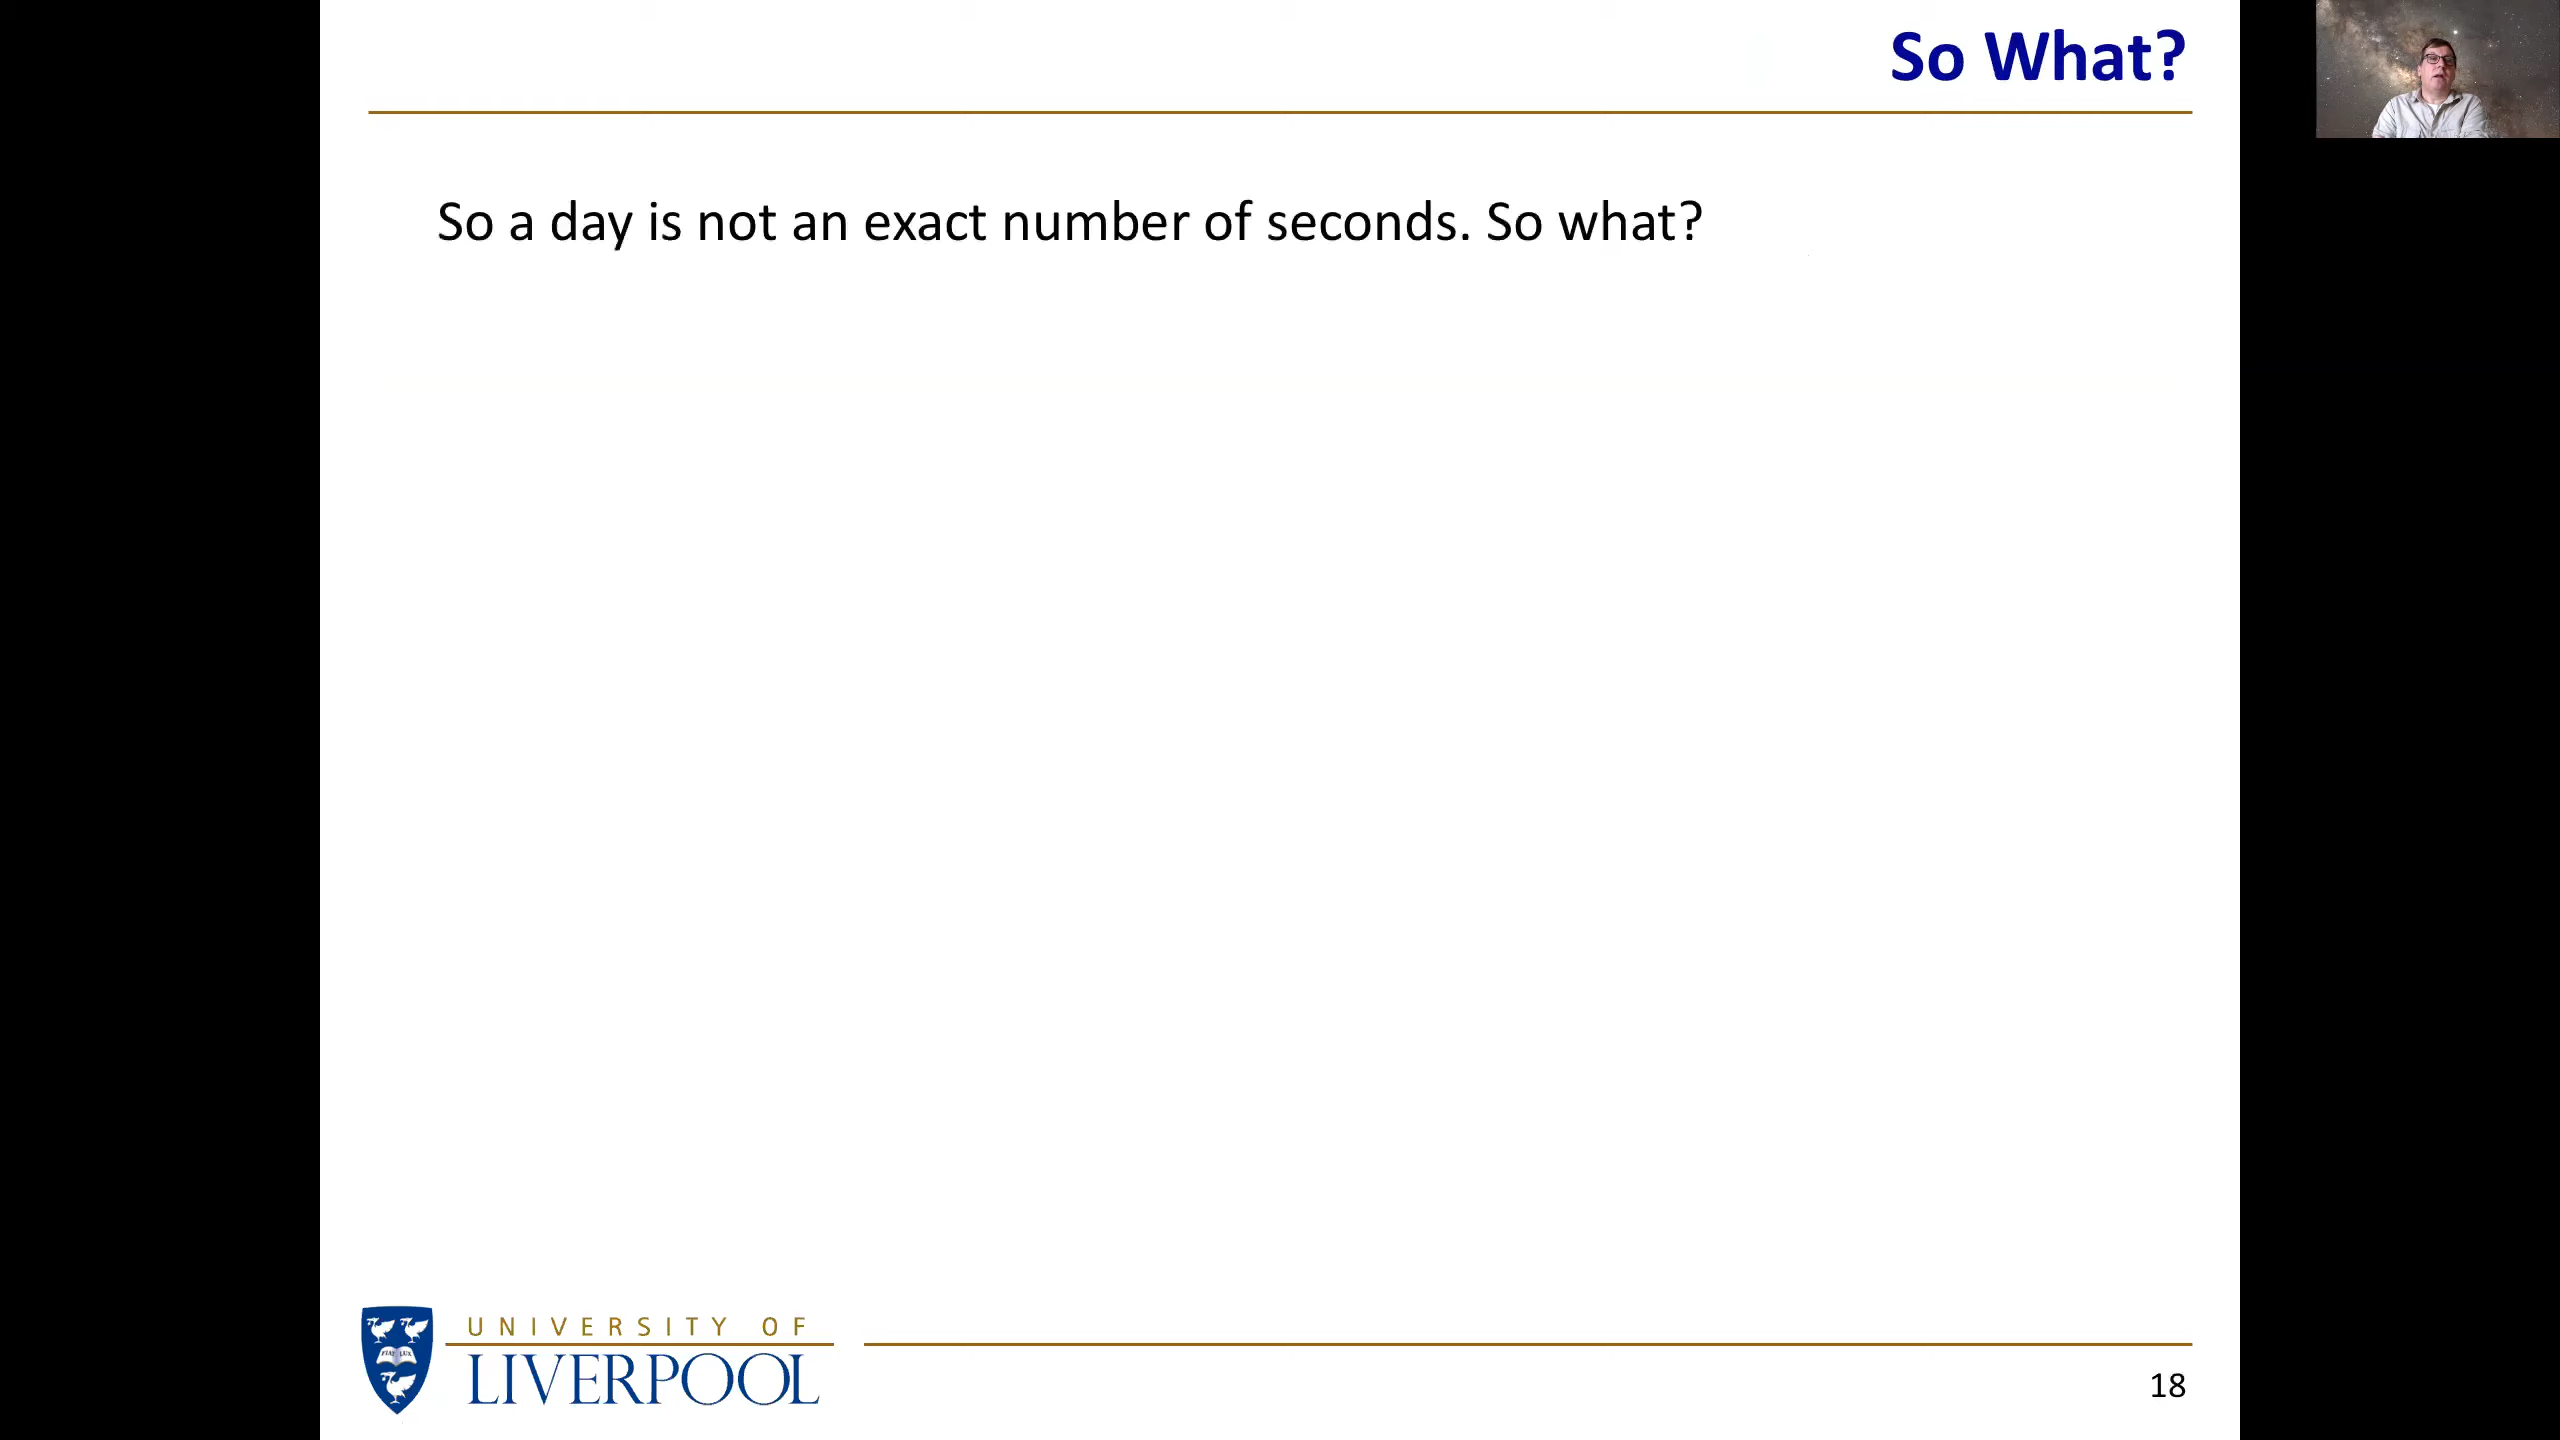 So What?
So a day is not an exact number of seconds. So what?
UNIVERSITY OF
LIVERPOOL
18